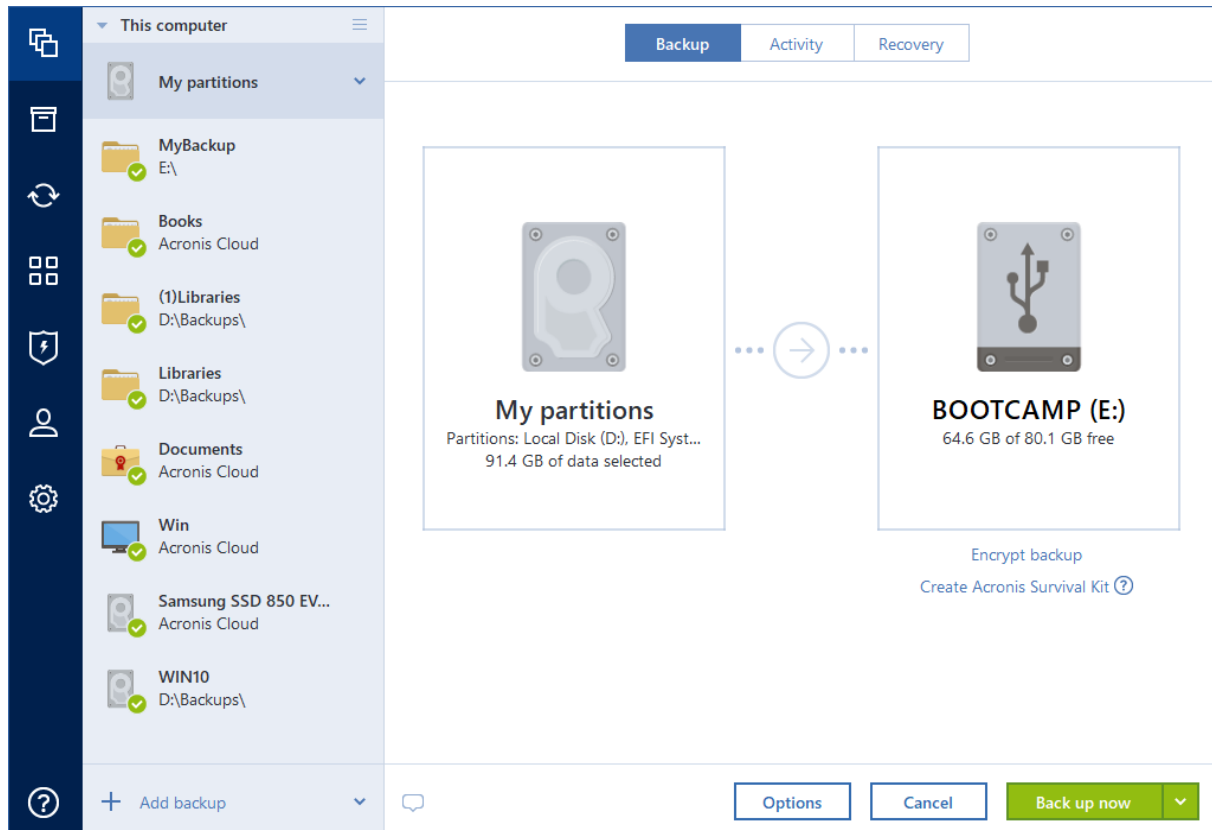 This computer
My partitions
MyBackup
E:\
Books
Acronis Cloud
(1)Libraries
D:\Backups\
Libraries
D:\Backups\
Documents
Acronis Cloud
Win
Acronis Cloud
Samsung SSD 850 EV...
Acronis Cloud
WIN10
D:\Backups\
Add backup
Backup
Activity
Recovery
My partitions
Partitions: Local Disk (D:), EFI Syst...
91.4 GB of data selected
BOOTCAMP (E:)
64.6 GB of 80.1 GB free
Encrypt backup
Create Acronis Survival Kit ?
Options
Cancel
Back up now
?